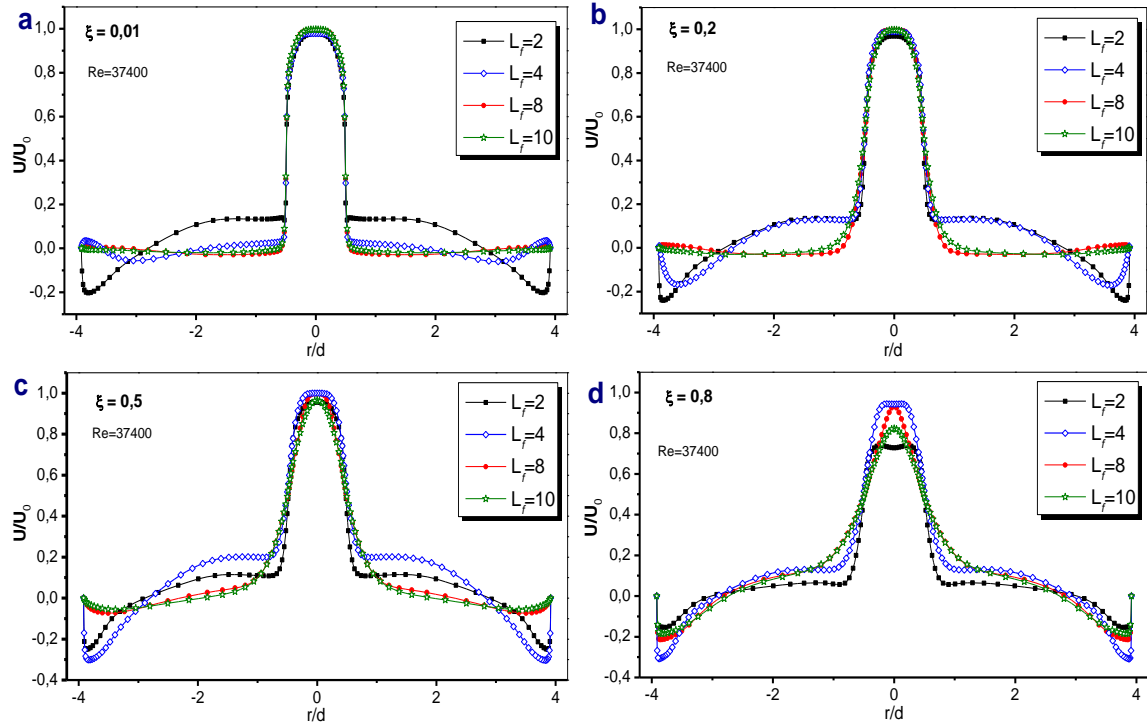 a
ξ = 0,01
Re=37400
L_f=2
L_f=4
L_f=8
L_f=10
1,0
0,8
0,6
0,4
0,2
0,0
-0,2
U/U_0
-4
-2
0
2
4
r/d
b
ξ = 0,2
Re=37400
L_f=2
L_f=4
L_f=8
L_f=10
1,0
0,8
0,6
0,4
0,2
0,0
-0,2
U/U_0
-4
-2
0
2
4
r/d
c
ξ = 0,5
Re=37400
L_f=2
L_f=4
L_f=8
L_f=10
1,0
0,8
0,6
0,4
0,2
0,0
-0,2
-0,4
U/U_0
-4
-2
0
2
4
r/d
d
ξ = 0,8
Re=37400
L_f=2
L_f=4
L_f=8
L_f=10
1,0
0,8
0,6
0,4
0,2
0,0
-0,2
-0,4
U/U_0
-4
-2
0
2
4
r/d